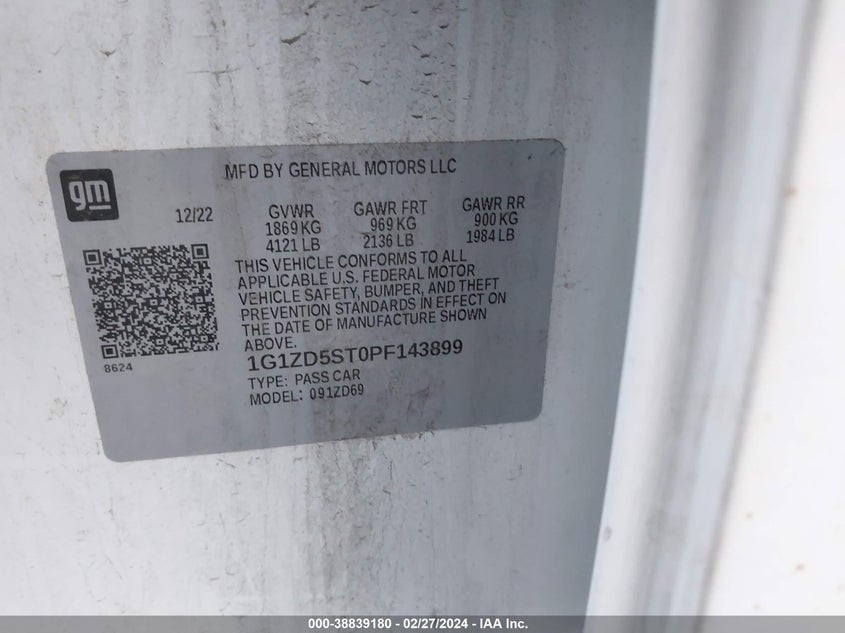 gm
MFD BY GENERAL MOTORS LLC
12/22
GVWR
1869 KG
4121 LB
GAWR FRT
969 KG
2136 LB
GAWR RR
900 KG
1984 LB
THIS VEHICLE CONFORMS TO ALL
APPLICABLE U.S. FEDERAL MOTOR
VEHICLE SAFETY, BUMPER, AND THEFT
PREVENTION STANDARDS IN EFFECT ON
THE DATE OF MANUFACTURE SHOWN
ABOVE.
8624
1G1ZD5ST0PF143899
TYPE: PASS CAR
MODEL: 091ZD69
000-38839180 - 02/27/2024 - IAA Inc.